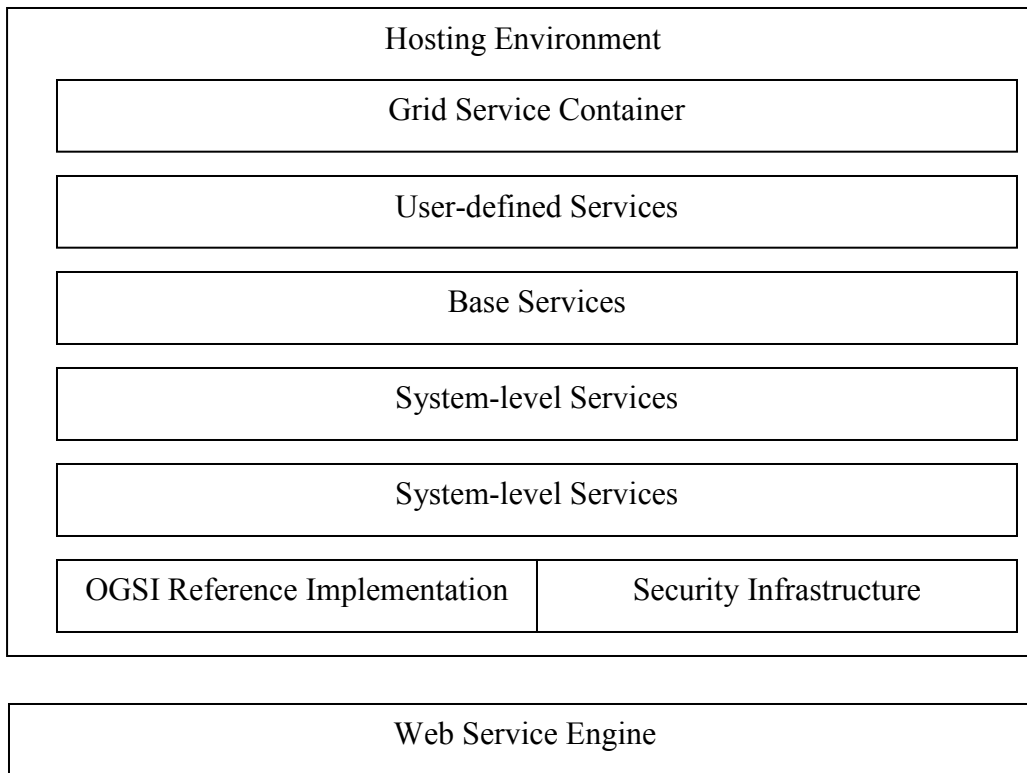 Hosting Environment
Grid Service Container
User-defined Services
Base Services
System-level Services
System-level Services
OGSI Reference Implementation
Security Infrastructure
Web Service Engine